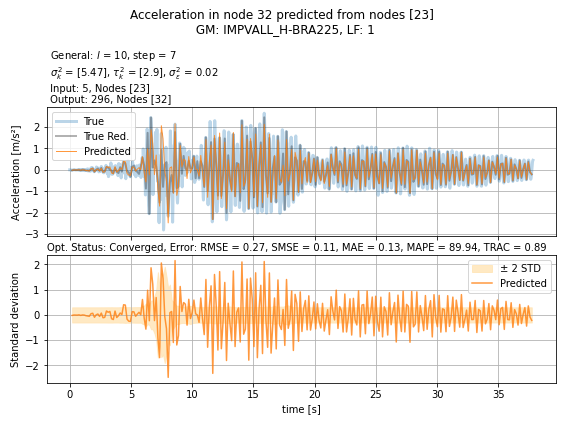 Acceleration in node 32 predicted from nodes [23]
GM: IMPVALL_H-BRA225, LF: 1
General: l = 10, step = 7
σ²ₖ = [5.47], τ²ₖ = [2.9], σ²ε = 0.02
Input: 5, Nodes [23]
Output: 296, Nodes [32]
True
True Red.
Predicted
Acceleration [m/s²]
2
1
0
−1
−2
−3
Opt. Status: Converged, Error: RMSE = 0.27, SMSE = 0.11, MAE = 0.13, MAPE = 89.94, TRAC = 0.89
± 2 STD
Predicted
Standard deviation
2
1
0
−1
−2
0 5 10 15 20 25 30 35
time [s]